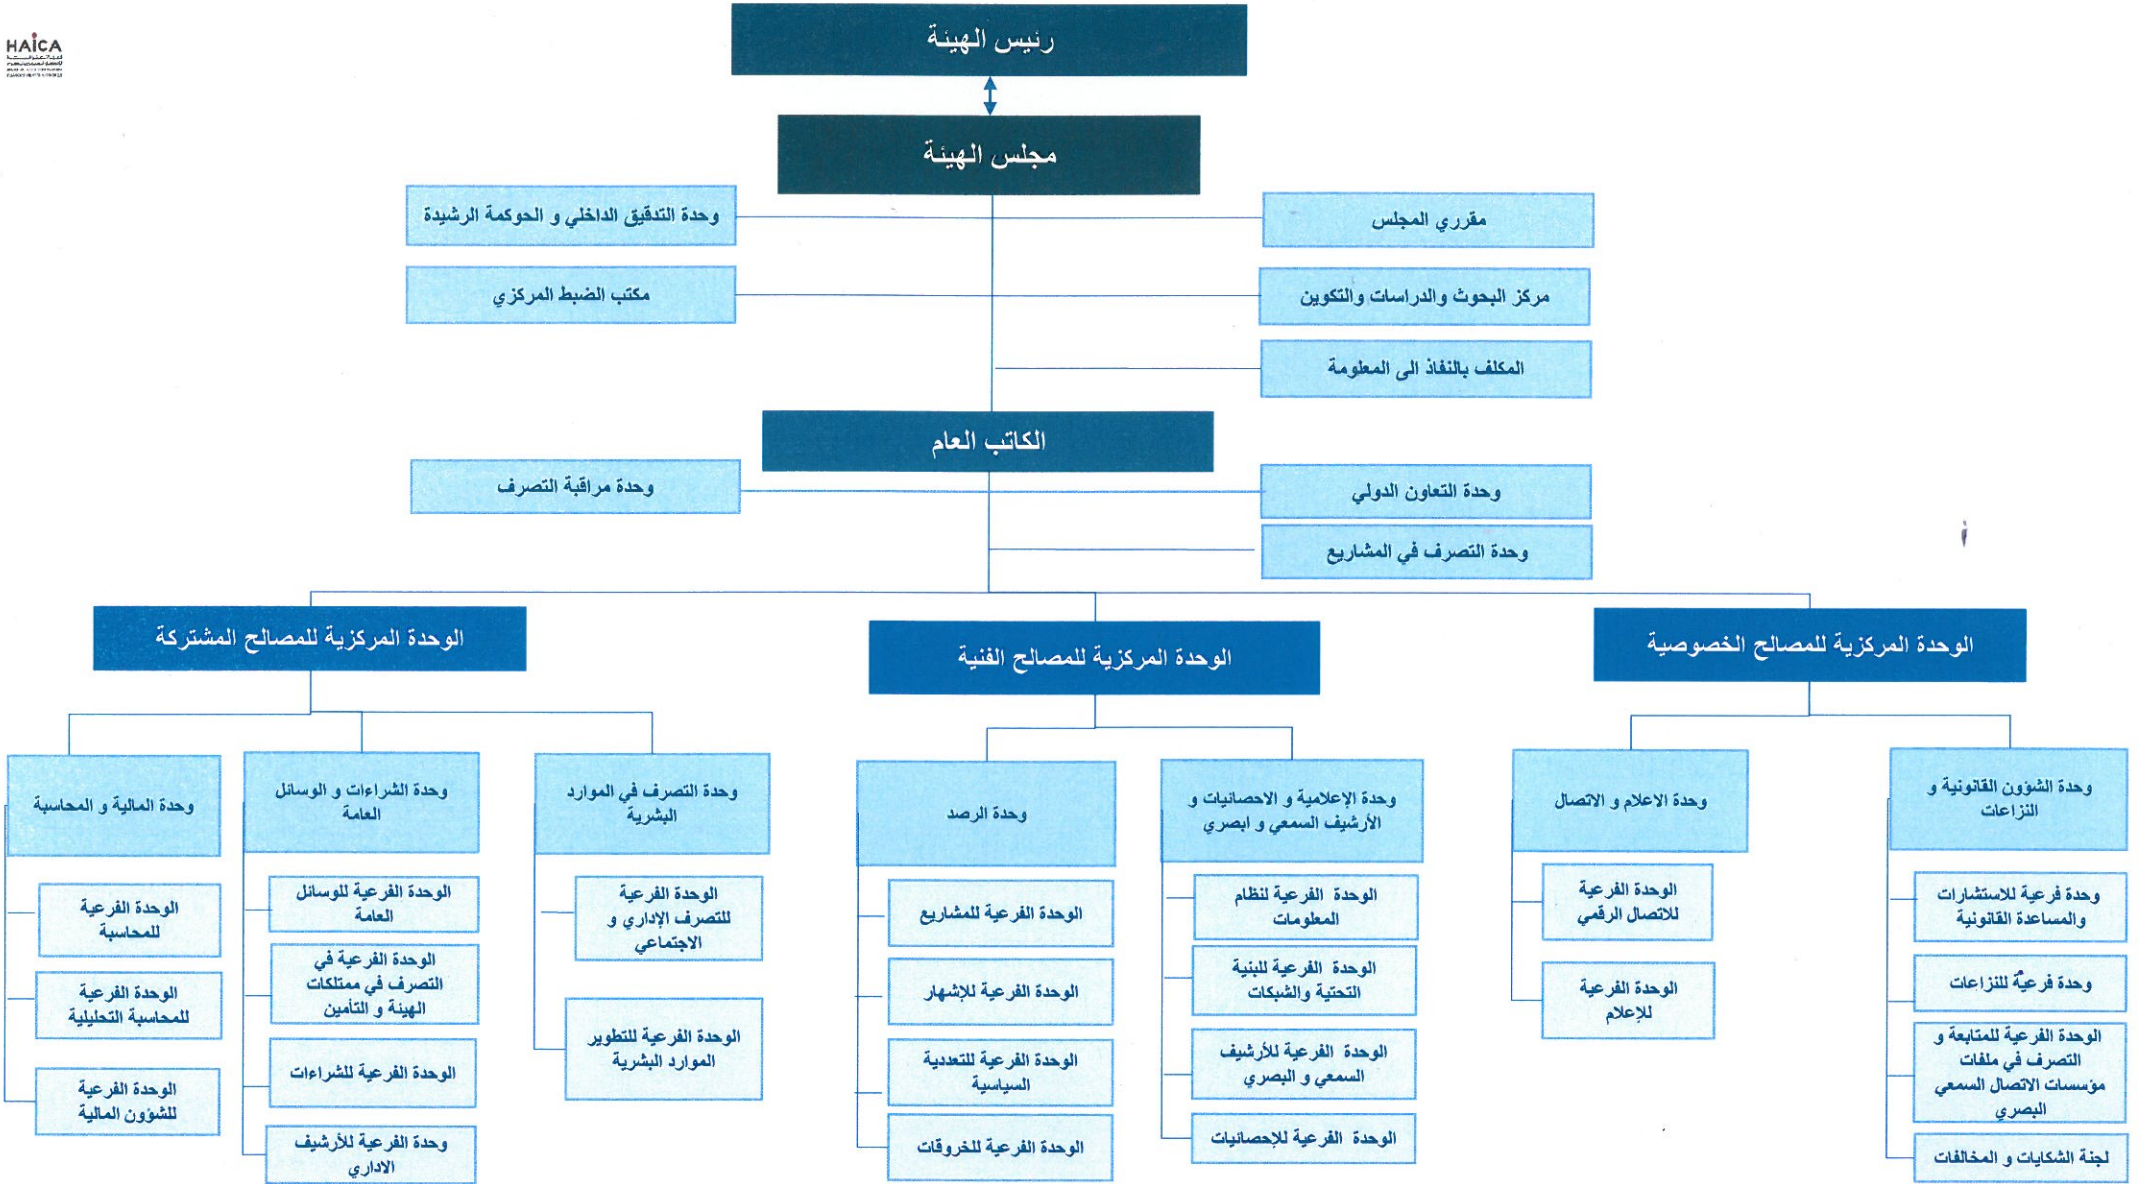 HAICA
رئيس الهيئة
مجلس الهيئة
مقرري المجلس
وحدة التدقيق الداخلي و الحوكمة الرشيدة
مركز البحوث والدراسات والتكوين
مكتب الضبط المركزي
المكلف بالنفاذ الى المعلومة
الكاتب العام
وحدة التعاون الدولي
وحدة مراقبة التصرف
وحدة التصرف في المشاريع
الوحدة المركزية للمصالح الخصوصية
الوحدة المركزية للمصالح الفنية
الوحدة المركزية للمصالح المشتركة
وحدة الشؤون القانونية و
النزاعات
وحدة فرعية للاستشارات
والمساعدة القانونية
وحدة فرعية للنزاعات
الوحدة الفرعية للمتابعة و
التصرف في ملفات
مؤسسات الاتصال السمعي
البصري
لجنة الشكايات و المخالفات
وحدة الاعلام و الاتصال
الوحدة الفرعية
للاتصال الرقمي
الوحدة الفرعية
للإعلام
وحدة الإعلامية و الاحصائيات و
الأرشيف السمعي و ابصري
الوحدة الفرعية لنظام
المعلومات
الوحدة الفرعية للبنية
التحتية والشبكات
الوحدة الفرعية للأرشيف
السمعي و البصري
الوحدة الفرعية للإحصائيات
وحدة الرصد
الوحدة الفرعية للمشاريع
الوحدة الفرعية للإشهار
الوحدة الفرعية للتعددية
السياسية
الوحدة الفرعية للخروقات
وحدة التصرف في الموارد
البشرية
الوحدة الفرعية
للتصرف الإداري و
الاجتماعي
الوحدة الفرعية للتطوير
الموارد البشرية
وحدة الشراءات و الوسائل
العامة
الوحدة الفرعية للوسائل
العامة
الوحدة الفرعية في
التصرف في ممتلكات
الهيئة و التأمين
الوحدة الفرعية للشراءات
وحدة الفرعية للأرشيف
الاداري
وحدة المالية و المحاسبة
الوحدة الفرعية
للمحاسبة
الوحدة الفرعية
للمحاسبة التحليلية
الوحدة الفرعية
للشؤون المالية